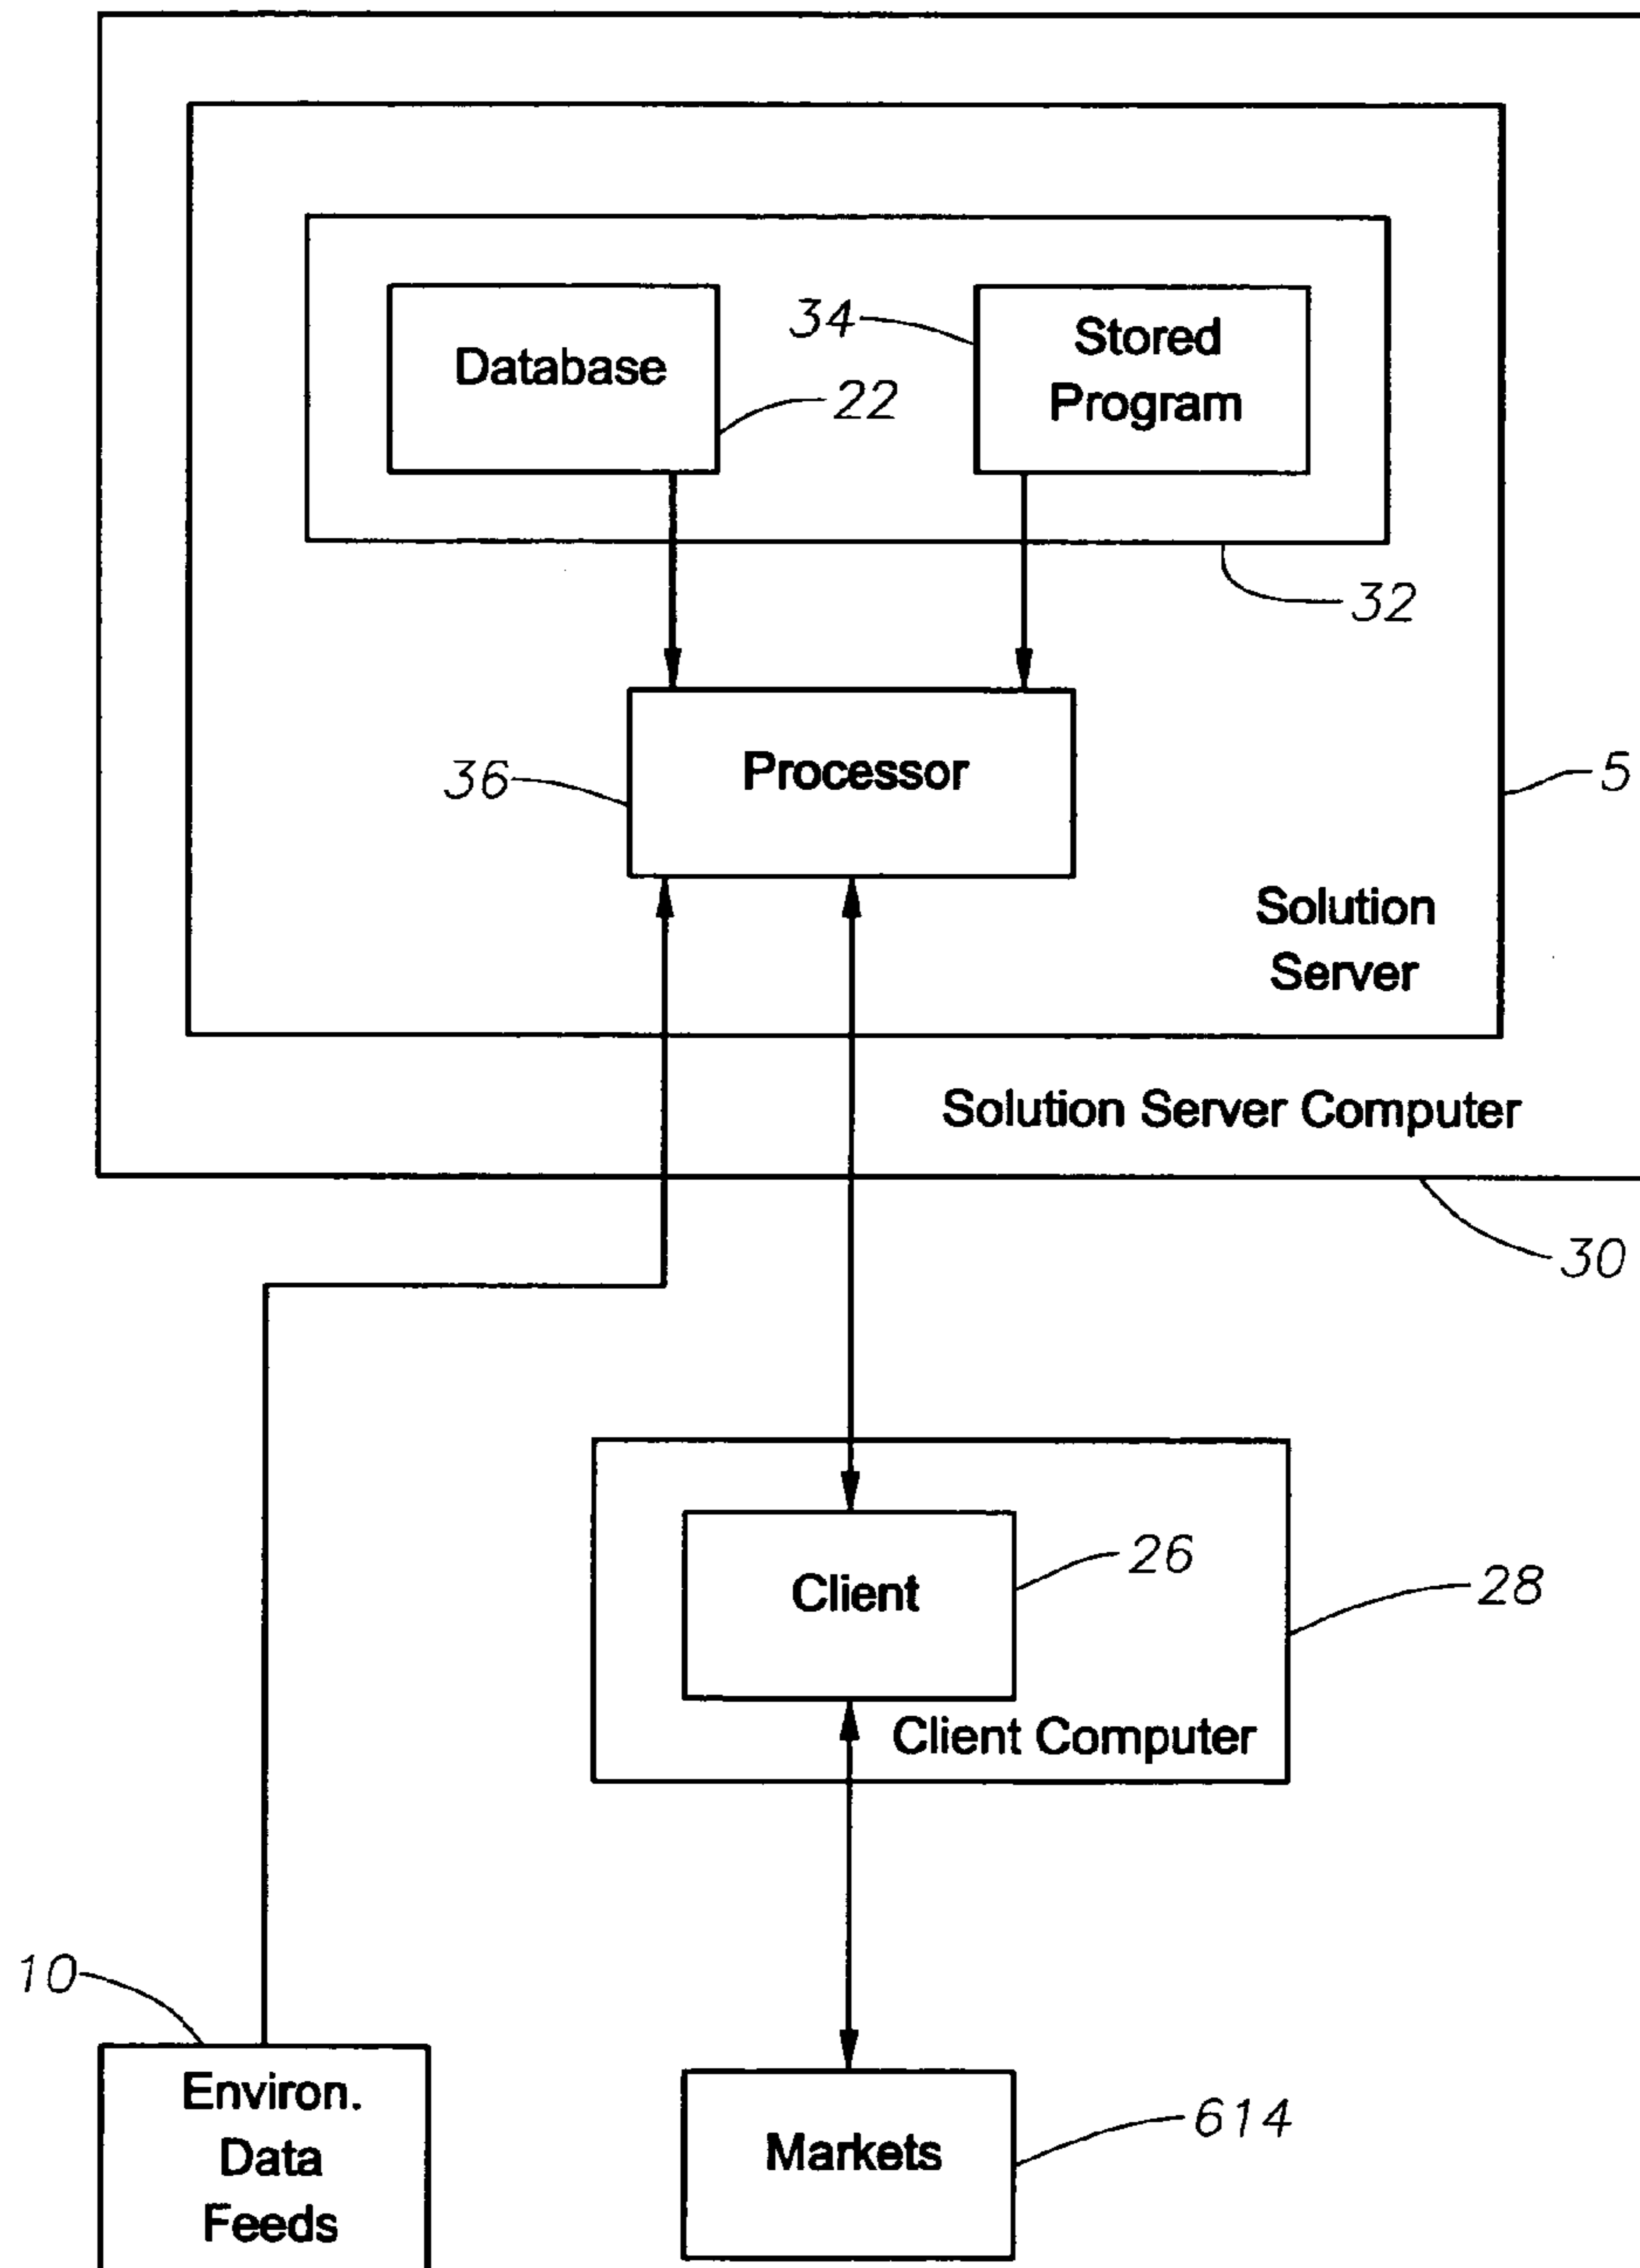 Database
22
34
Stored
Program
32
Processor
36
5
Solution
Server
Solution Server Computer
30
Client
26
28
Client Computer
10
Environ.
Data
Feeds
Markets
614